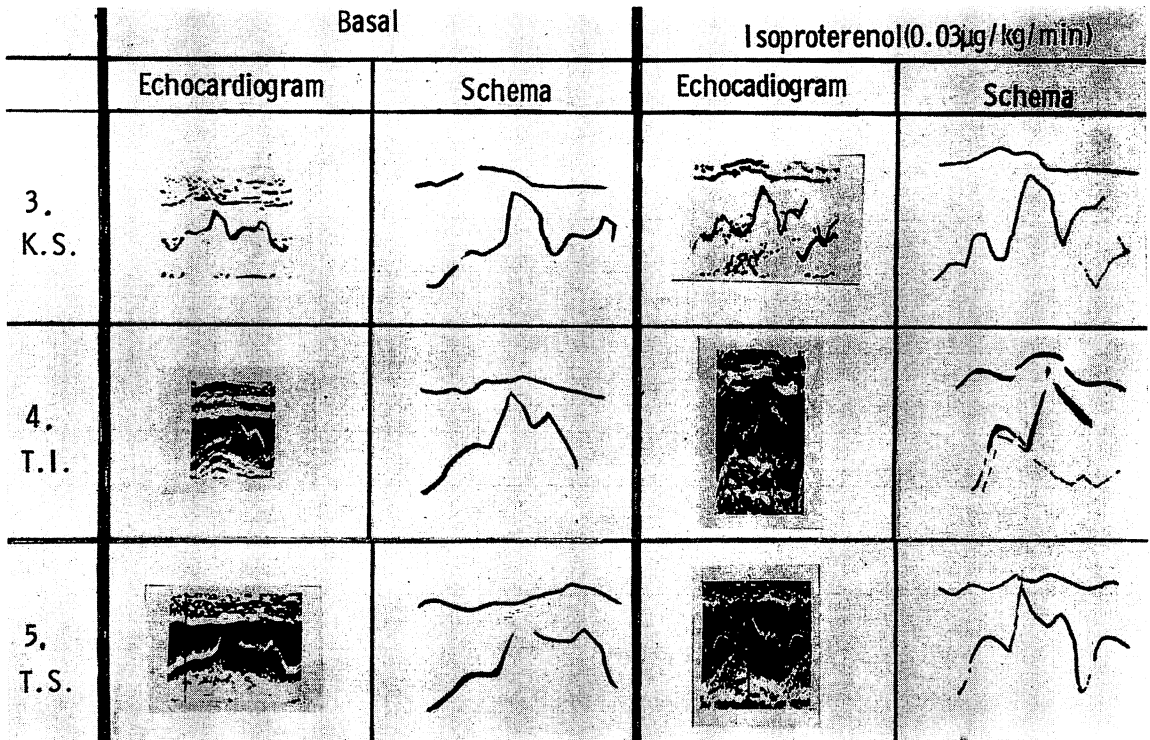 Basal
Isoproterenol(0.03μg/kg/min)
Echocardiogram
Schema
Echocadiogram
Schema
3.
K.S.
4.
T.I.
5.
T.S.